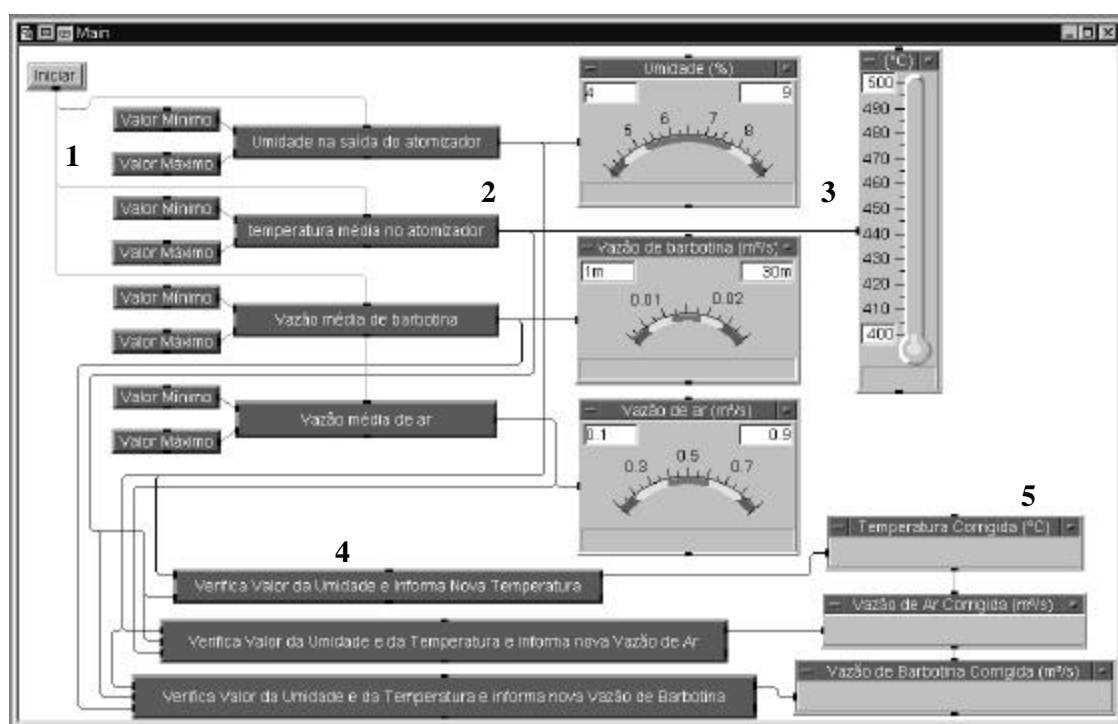 Main
Iniciar
1
Valor Mínimo
Valor Máximo
Umidade na saída do atomizador
Valor Mínimo
Valor Máximo
temperatura média no atomizador
Valor Mínimo
Valor Máximo
Vazão média de barbotina
Valor Mínimo
Valor Máximo
Vazão média de ar
2
Umidade (%)
4
9
5
6
7
8
Vazão de barbotina (m³/s)
1m
30m
0.01
0.02
Vazão de ar (m³/s)
0.1
0.9
0.3
0.5
0.7
3
(°C)
500
490
480
470
460
450
440
430
420
410
400
4
Verifica Valor da Umidade e Informa Nova Temperatura
Verifica Valor da Umidade e da Temperatura e informa nova Vazão de Ar
Verifica Valor da Umidade e da Temperatura e informa nova Vazão de Barbotina
5
Temperatura Corrigida (°C)
Vazão de Ar Corrigida (m³/s)
Vazão de Barbotina Corrigida (m³/s)